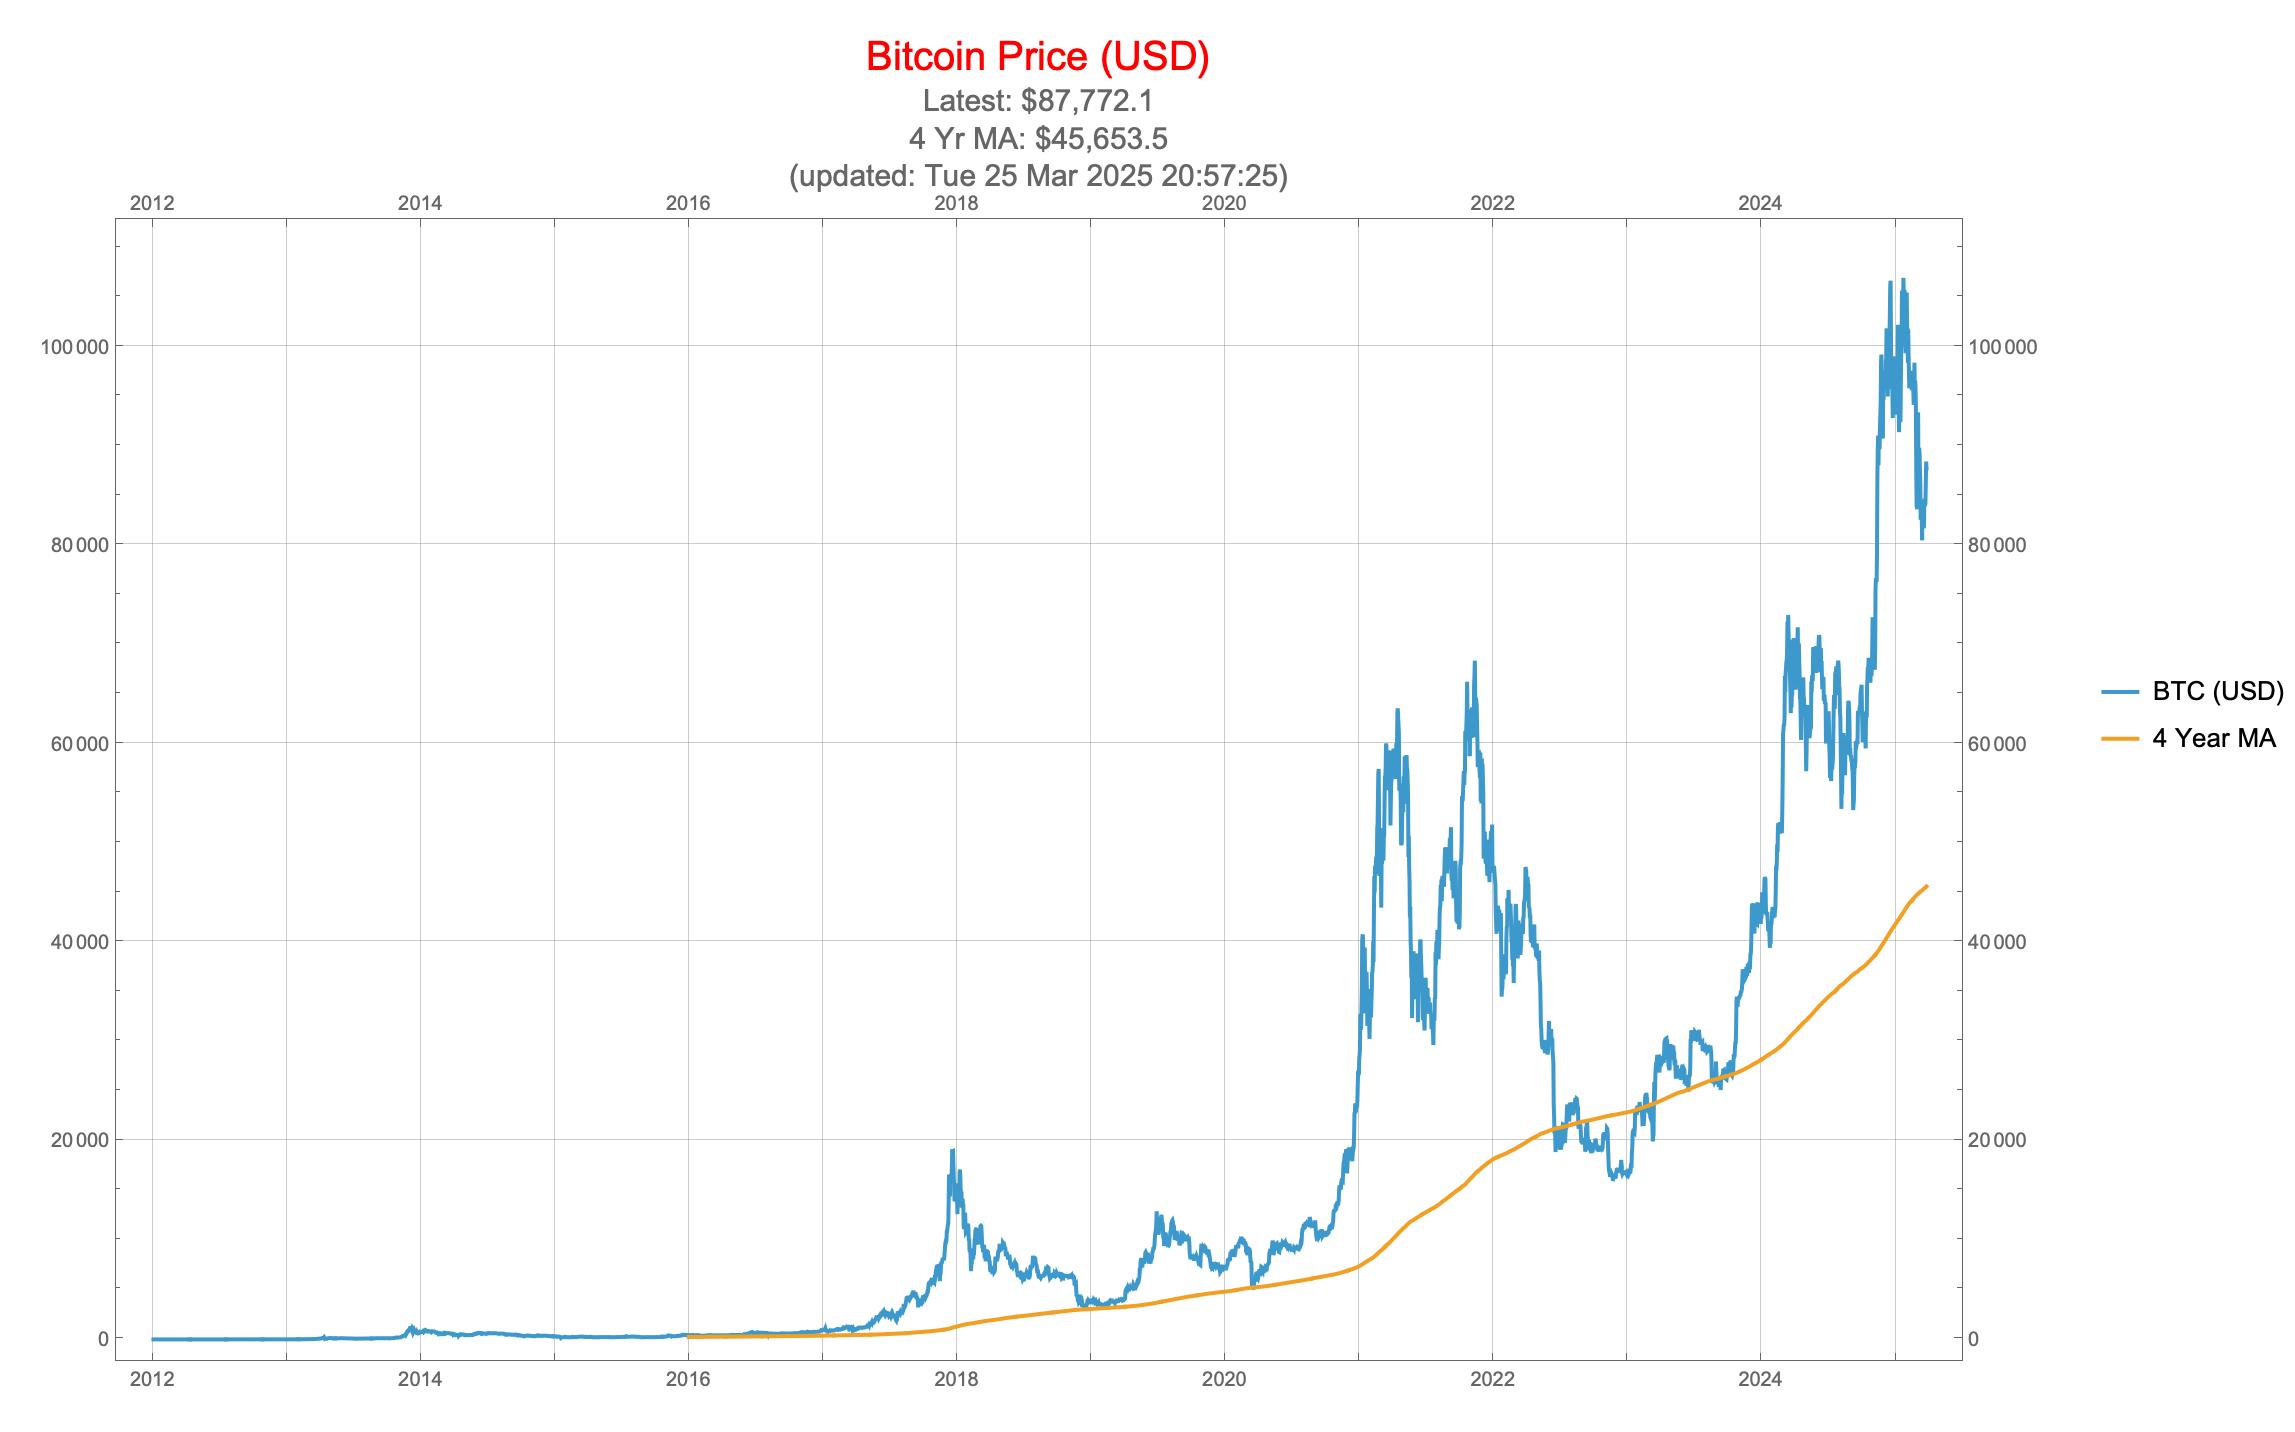 Bitcoin Price (USD)
Latest: $87,772.1
4 Yr MA: $45,653.5
(updated: Tue 25 Mar 2025 20:57:25)
2012 2014 2016 2018 2020 2022 2024
100 000 100 000
80 000 80 000
BTC (USD)
60 000 60 000
4 Year MA
40 000 40 000
20 000 20 000
0 0
2012 2014 2016 2018 2020 2022 2024